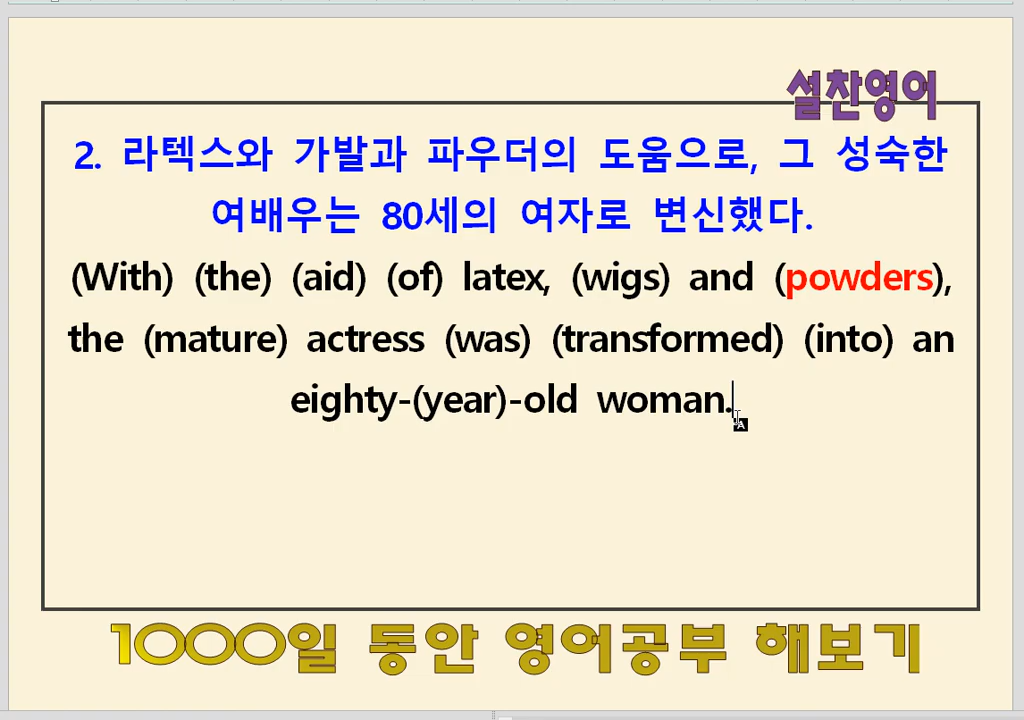 설찬영어
2. 라텍스와 가발과 파우더의 도움으로, 그 성숙한
여배우는 80세의 여자로 변신했다.
(With) (the) (aid) (of) latex, (wigs) and (powders),
the (mature) actress (was) (transformed) (into) an
eighty-(year)-old woman.
A
1000일 동안 영어공부 해보기